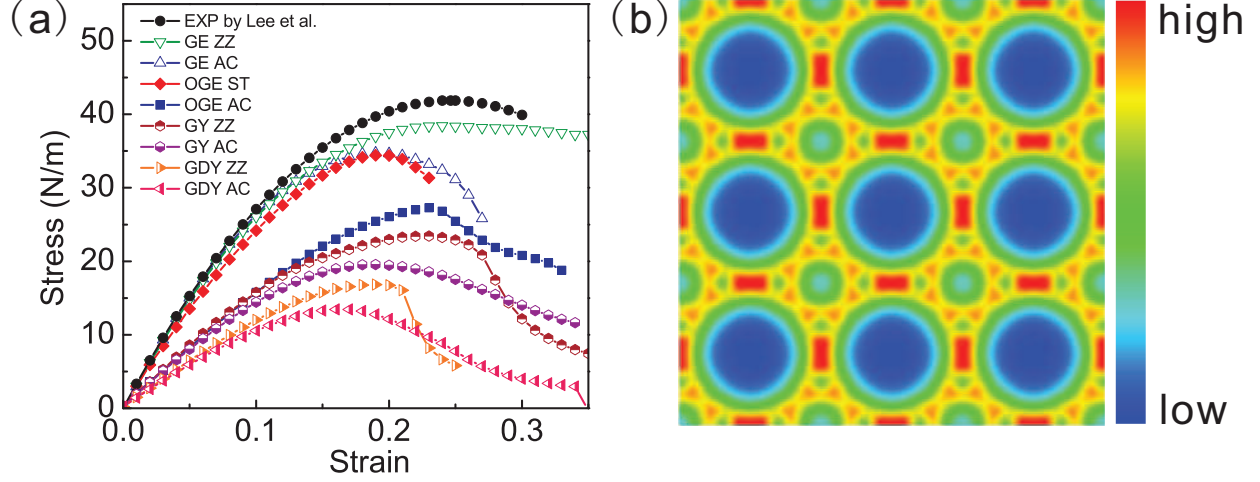 (a)
50
40
30
20
10
0
Stress (N/m)
EXP by Lee et al.
GE ZZ
GE AC
OGE ST
OGE AC
GY ZZ
GY AC
GDY ZZ
GDY AC
0.0 0.1 0.2 0.3
Strain
(b)
high
low